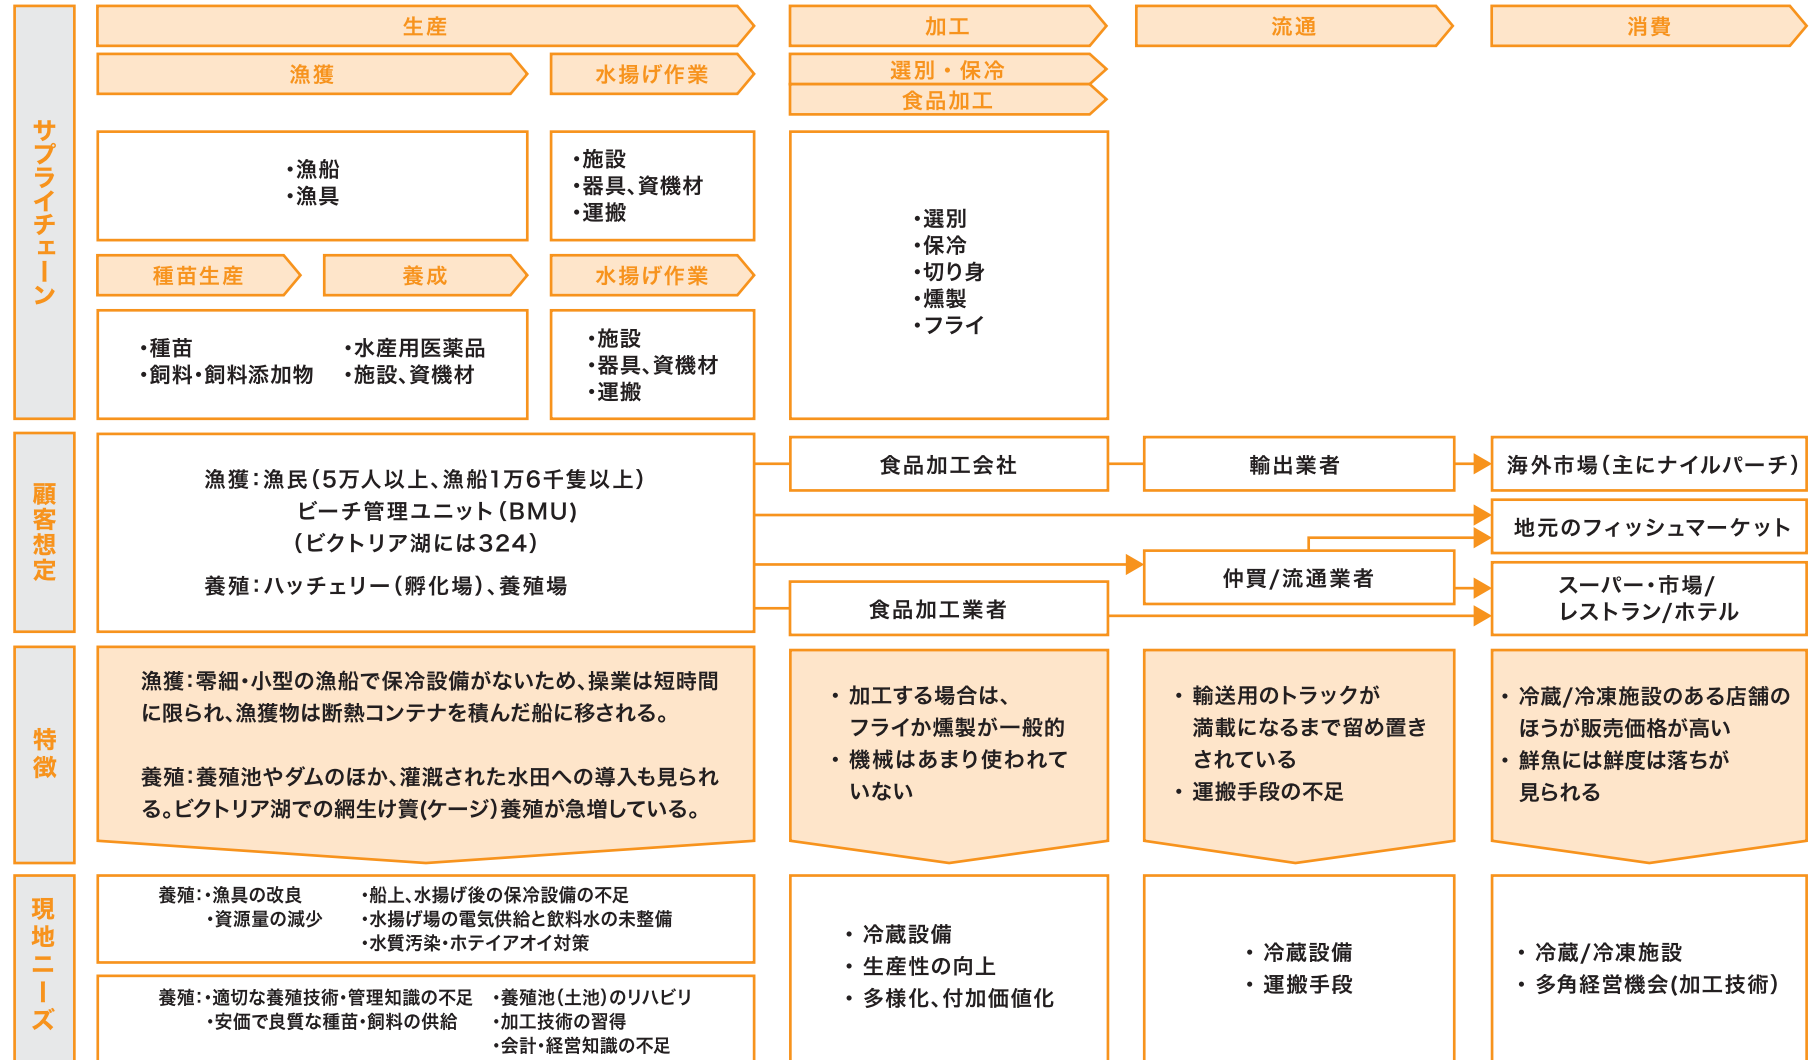 サプライチェーン
生産
加工
流通
消費
漁獲
水揚げ作業
選別・保冷
食品加工
・漁船
・漁具
・施設
・器具、資機材
・運搬
・選別
・保冷
・切り身
・燻製
・フライ
種苗生産
養成
水揚げ作業
・種苗
・飼料・飼料添加物
・水産用医薬品
・施設、資機材
・施設
・器具、資機材
・運搬
顧客想定
漁獲：漁民（5万人以上、漁船1万6千隻以上）
ビーチ管理ユニット（BMU)
（ビクトリア湖には324）
養殖：ハッチェリー（孵化場）、養殖場
食品加工会社
輸出業者
海外市場（主にナイルパーチ）
地元のフィッシュマーケット
仲買/流通業者
食品加工業者
スーパー・市場/
レストラン/ホテル
特徴
漁獲：零細・小型の漁船で保冷設備がないため、操業は短時間
に限られ、漁獲物は断熱コンテナを積んだ船に移される。
養殖：養殖池やダムのほか、灌漑された水田への導入も見られ
る。ビクトリア湖での網生け簀(ケージ）養殖が急増している。
・ 加工する場合は、
フライか燻製が一般的
・ 機械はあまり使われて
いない
・ 輸送用のトラックが
満載になるまで留め置き
されている
・ 運搬手段の不足
・ 冷蔵/冷凍施設のある店舗の
ほうが販売価格が高い
・ 鮮魚には鮮度は落ちが
見られる
現地ニーズ
養殖：・漁具の改良
・資源量の減少
・船上、水揚げ後の保冷設備の不足
・水揚げ場の電気供給と飲料水の未整備
・水質汚染・ホテイアオイ対策
養殖：・適切な養殖技術・管理知識の不足
・安価で良質な種苗・飼料の供給
・養殖池（土池）のリハビリ
・加工技術の習得
・会計・経営知識の不足
・ 冷蔵設備
・ 生産性の向上
・ 多様化、付加価値化
・ 冷蔵設備
・ 運搬手段
・ 冷蔵/冷凍施設
・ 多角経営機会(加工技術）